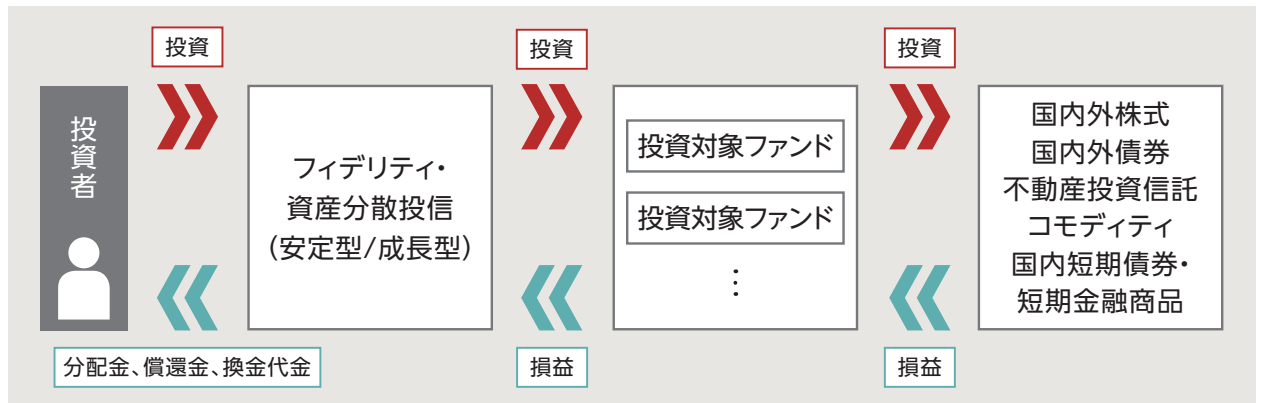 投資
投資
投資
投資者
フィデリティ・
資産分散投信
(安定型/成長型)
投資対象ファンド
投資対象ファンド
⋮
国内外株式
国内外債券
不動産投資信託
コモディティ
国内短期債券・
短期金融商品
分配金、償還金、換金代金
損益
損益